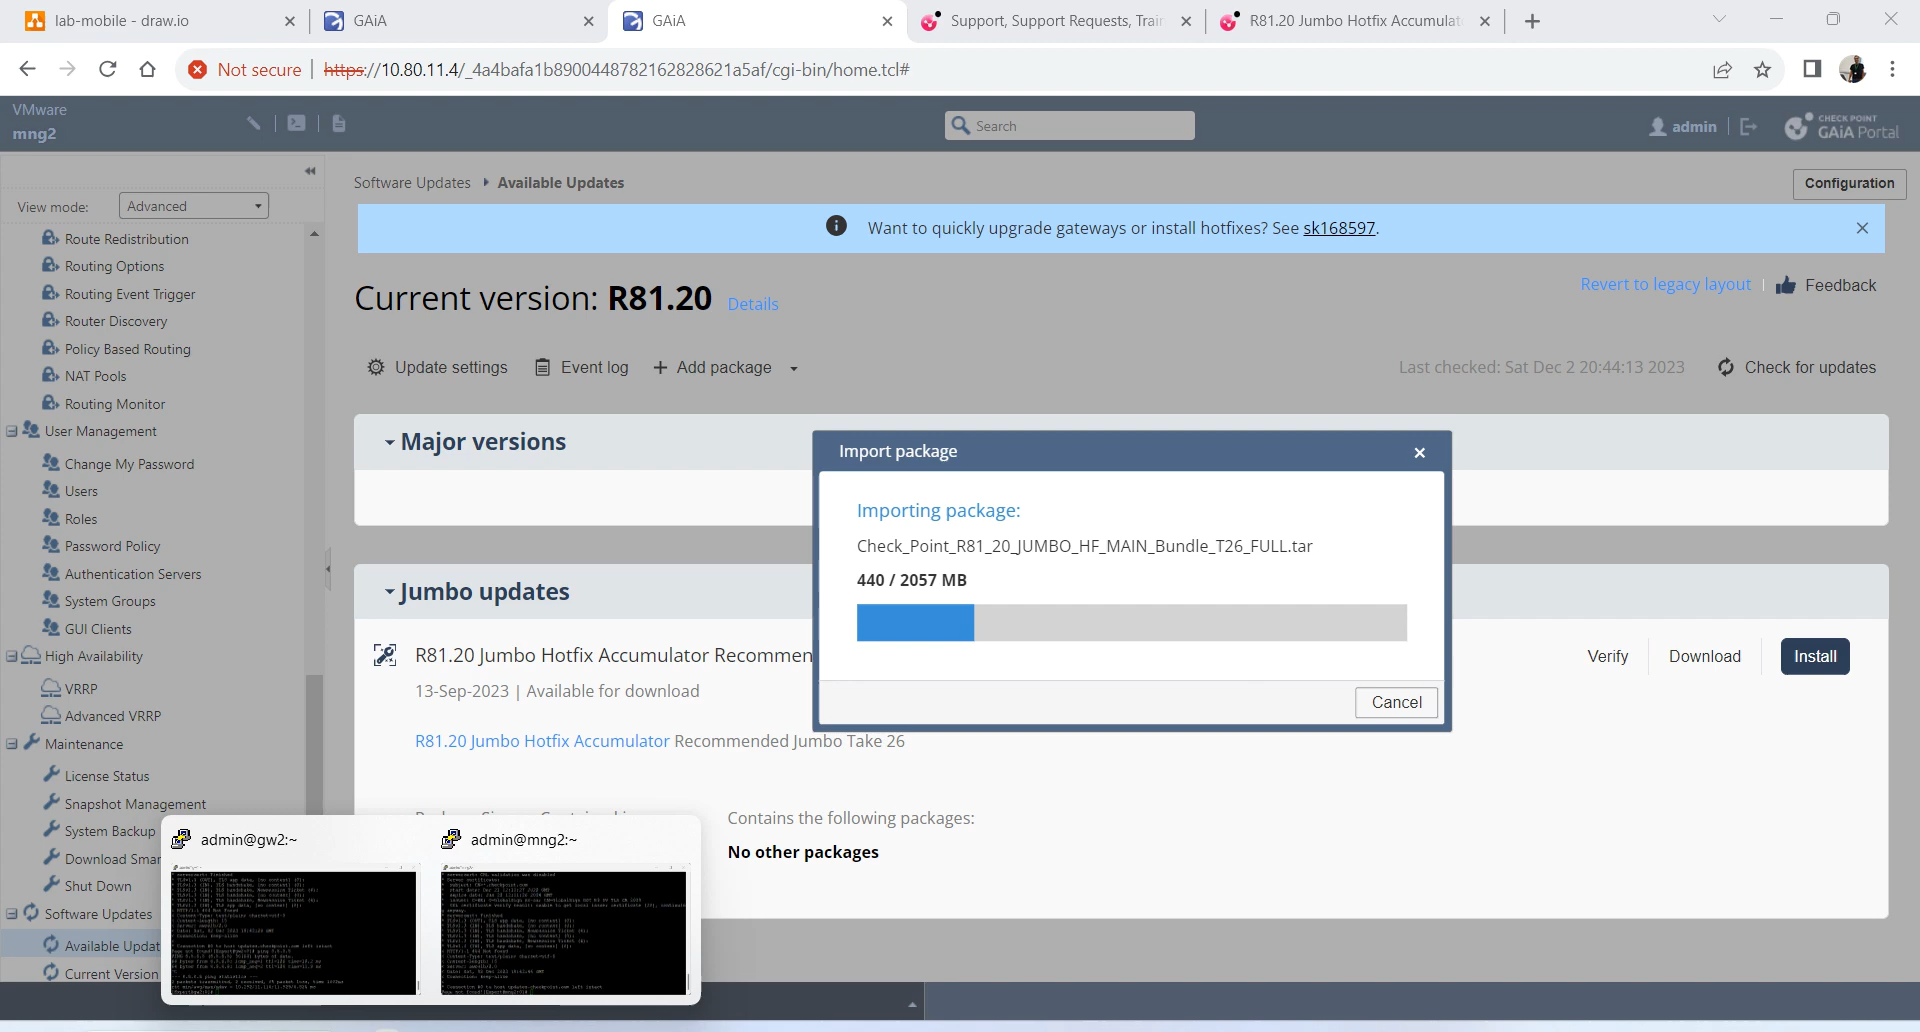 lab-mobile - draw.io
GAiA
GAiA
Support, Support Requests, Train
R81.20 Jumbo Hotfix Accumulat
Not secure | https://10.80.11.4/_4a4bafa1b8900448782162828621a5af/cgi-bin/home.tcl#
VMware
mng2
Search
admin
CHECK POINT
GAiA Portal
View mode:
Advanced
Route Redistribution
Routing Options
Routing Event Trigger
Router Discovery
Policy Based Routing
NAT Pools
Routing Monitor
User Management
Change My Password
Users
Roles
Password Policy
Authentication Servers
System Groups
GUI Clients
High Availability
VRRP
Advanced VRRP
Maintenance
License Status
Snapshot Management
System Backup
Download Smar
Shut Down
Software Updates
Available Updat
Current Version
Software Updates
Available Updates
Configuration
Want to quickly upgrade gateways or install hotfixes? See sk168597.
Revert to legacy layout
Feedback
Current version: R81.20
Details
Update settings
Event log
Add package
Last checked: Sat Dec 2 20:44:13 2023
Check for updates
Major versions
Jumbo updates
R81.20 Jumbo Hotfix Accumulator Recommen
13-Sep-2023 | Available for download
Verify
Download
Install
R81.20 Jumbo Hotfix Accumulator Recommended Jumbo Take 26
Contains the following packages:
No other packages
Import package
Importing package:
Check_Point_R81_20_JUMBO_HF_MAIN_Bundle_T26_FULL.tar
440 / 2057 MB
Cancel
admin@gw2:~
admin@mng2:~